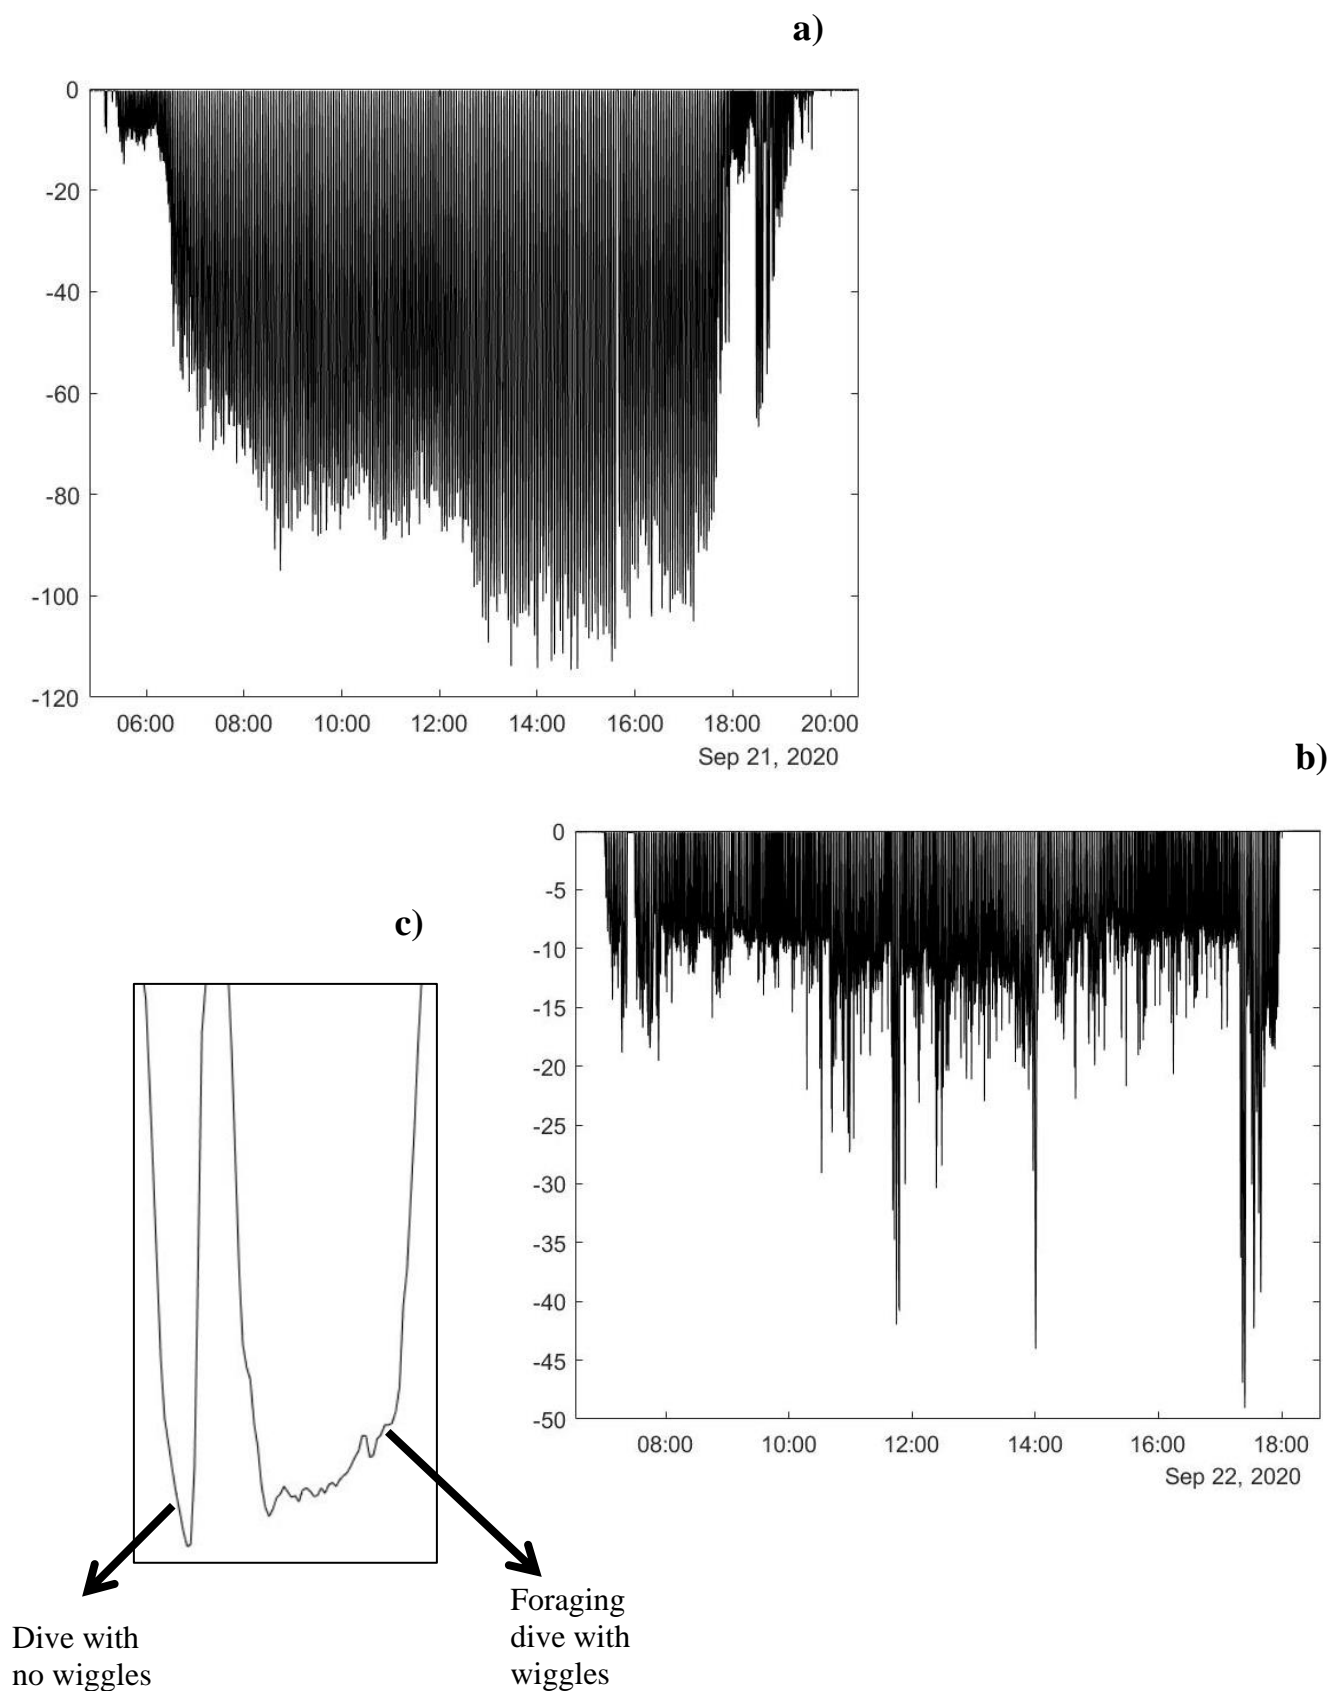 a)
0
-20
-40
-60
-80
-100
-120
06:00 08:00 10:00 12:00 14:00 16:00 18:00 20:00
Sep 21, 2020
b)
0
-5
-10
-15
-20
-25
-30
-35
-40
-45
-50
08:00 10:00 12:00 14:00 16:00 18:00
Sep 22, 2020
c)
Dive with
no wiggles
Foraging
dive with
wiggles